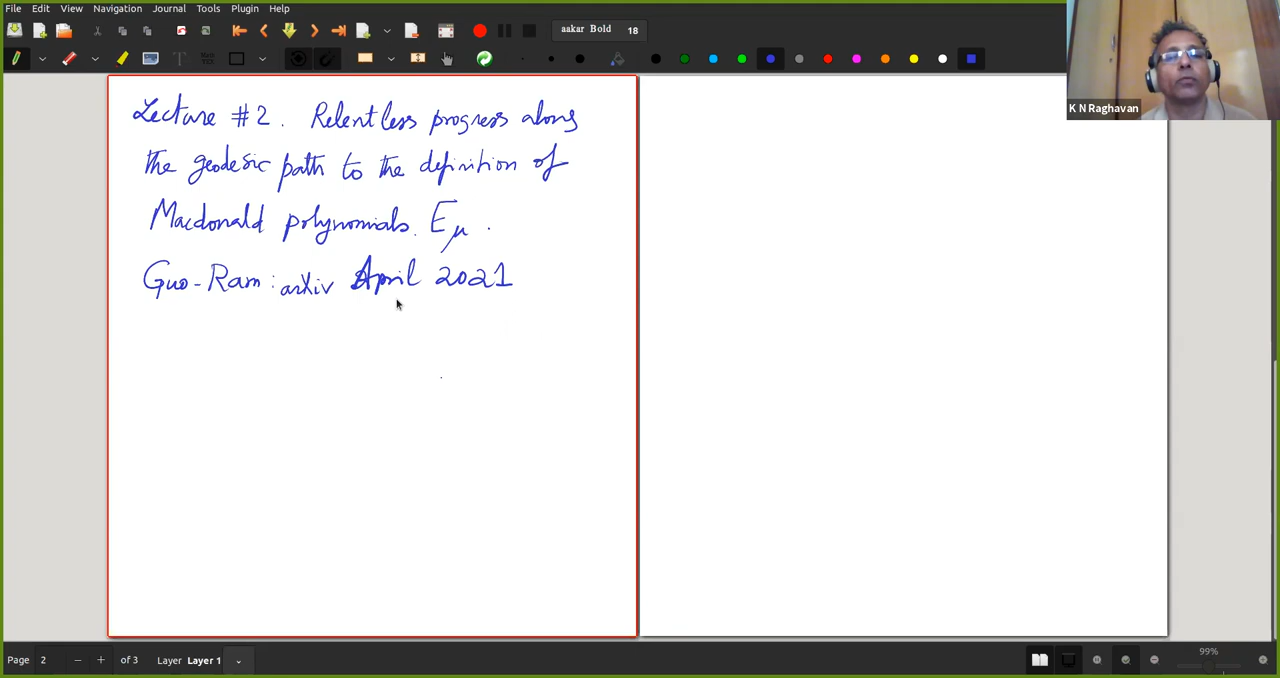 File Edit View Navigation Journal Tools Plugin Help
aakar Bold 18
K N Raghavan
Lecture #2. Relentless progress along
the geodesic path to the definition of
Macdonald polynomials. Eμ.
Guo-Ram: arxiv April 2021
Page 2 − + of 3 Layer Layer 1 99%